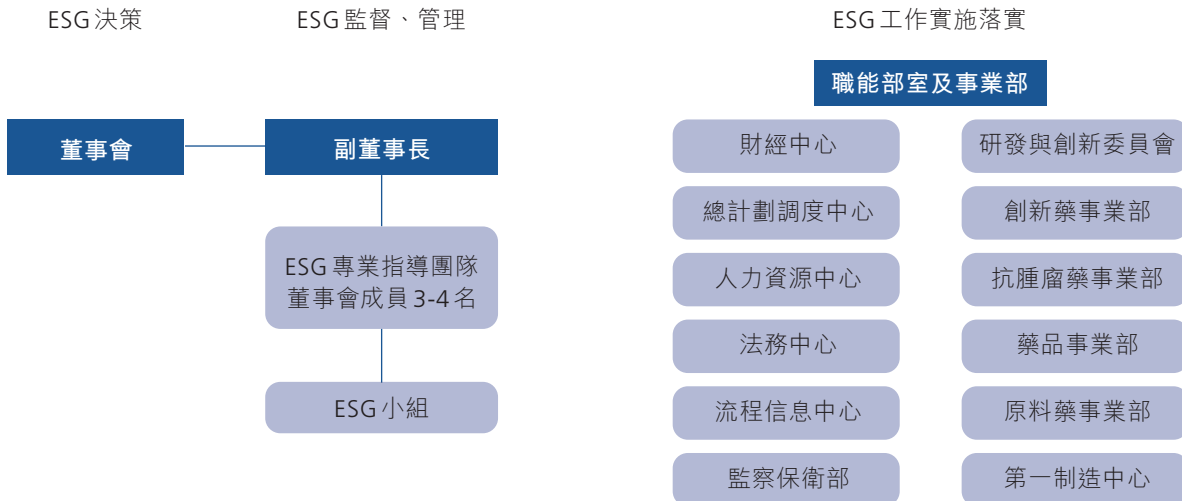 ESG決策
ESG監督、管理
ESG工作實施落實
職能部室及事業部
董事會
副董事長
財經中心
研發與創新委員會
總計劃調度中心
創新藥事業部
ESG專業指導團隊
董事會成員3-4名
人力資源中心
抗腫瘤藥事業部
法務中心
藥品事業部
ESG小組
流程信息中心
原料藥事業部
監察保衛部
第一制造中心